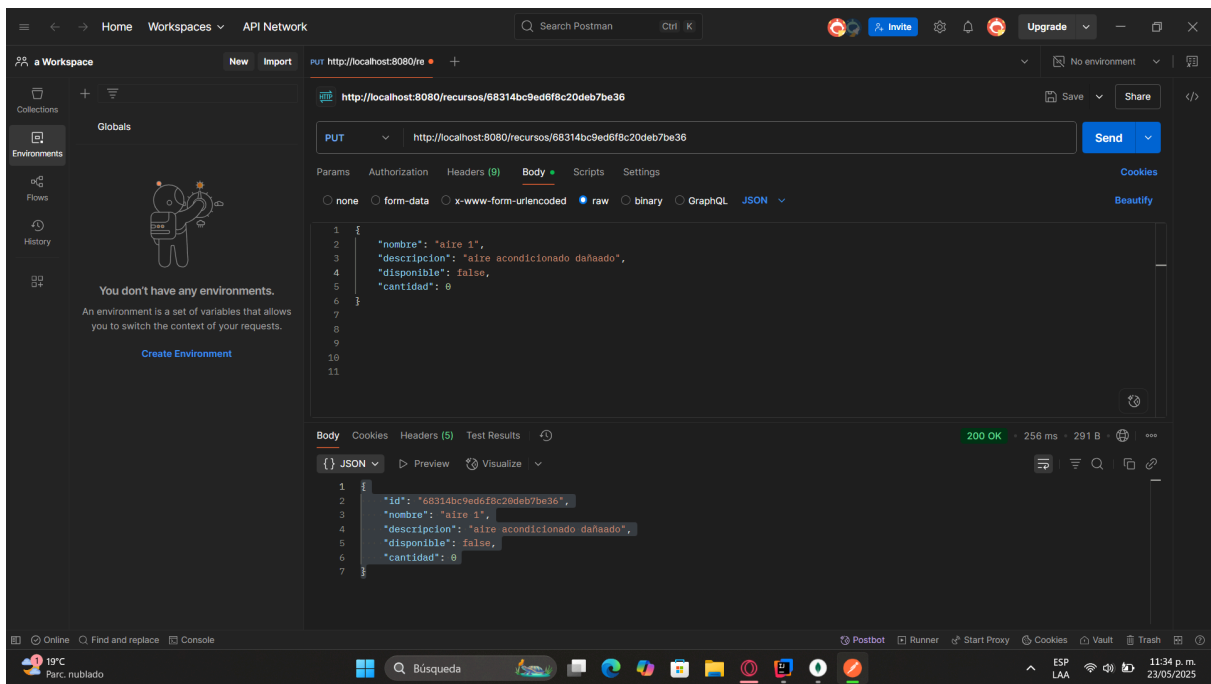 Home Workspaces API Network Search Postman Ctrl K Invite Upgrade
a Workspace New Import PUT http://localhost:8080/re No environment
http://localhost:8080/recursos/68314bc9ed6f8c20deb7be36 Save Share
Collections
Globals
Environments
PUT http://localhost:8080/recursos/68314bc9ed6f8c20deb7be36 Send
Params Authorization Headers (9) Body Scripts Settings Cookies
Flows
none form-data x-www-form-urlencoded raw binary GraphQL JSON Beautify
History
1 {
2 "nombre": "aire 1",
3 "descripcion": "aire acondicionado dañaado",
4 "disponible": false,
5 "cantidad": 0
6 }
7
8
9
10
11
You don't have any environments.
An environment is a set of variables that allows
you to switch the context of your requests.
Create Environment
Body Cookies Headers (5) Test Results 200 OK 256 ms 291 B
{} JSON Preview Visualize
1 {
2 "id": "68314bc9ed6f8c20deb7be36",
3 "nombre": "aire 1",
4 "descripcion": "aire acondicionado dañaado",
5 "disponible": false,
6 "cantidad": 0
7 }
Online Find and replace Console Postbot Runner Start Proxy Cookies Vault Trash
1 19°C
Parc. nublado
Búsqueda
ESP
LAA
11:34 p. m.
23/05/2025